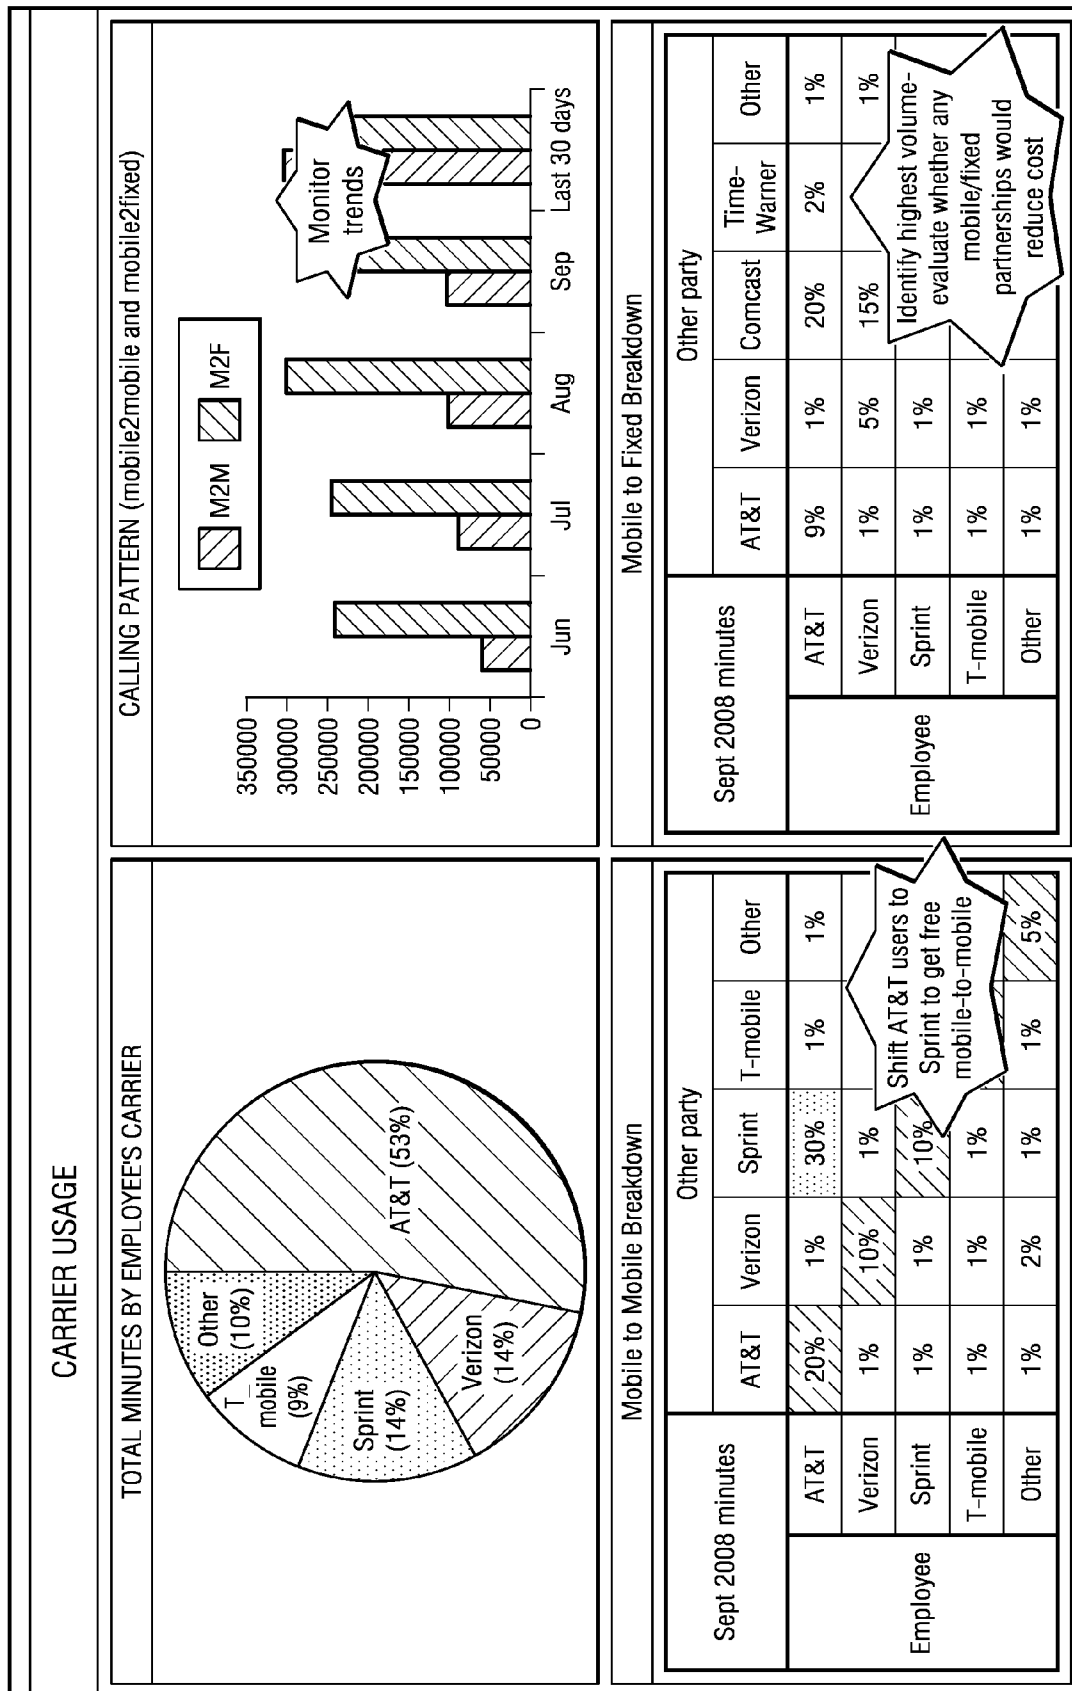 CARRIER USAGE
TOTAL MINUTES BY EMPLOYEE'S CARRIER
Other
(10%)
T_
mobile
(9%)
Sprint
(14%)
Verizon
(14%)
AT&T (53%)
CALLING PATTERN (mobile2mobile and mobile2fixed)
M2M M2F
350000
300000
250000
200000
150000
100000
50000
0
Jun Jul Aug Sep Last 30 days
Monitor
trends
Mobile to Mobile Breakdown
Sept 2008 minutes Other party
AT&T Verizon Sprint T-mobile Other
Employee
AT&T 20% 1% 30% 1% 1%
Verizon 1% 10% 1%
Sprint 1% 1% 10%
T-mobile 1% 1% 1%
Other 1% 2% 1% 1% 5%
Shift AT&T users to
Sprint to get free
mobile-to-mobile
Mobile to Fixed Breakdown
Sept 2008 minutes Other party
AT&T Verizon Comcast Time-
Warner Other
Employee
AT&T 9% 1% 20% 2% 1%
Verizon 1% 5% 15% 1%
Sprint 1% 1%
T-mobile 1% 1%
Other 1% 1%
Identify highest volume-
evaluate whether any
mobile/fixed
partnerships would
reduce cost